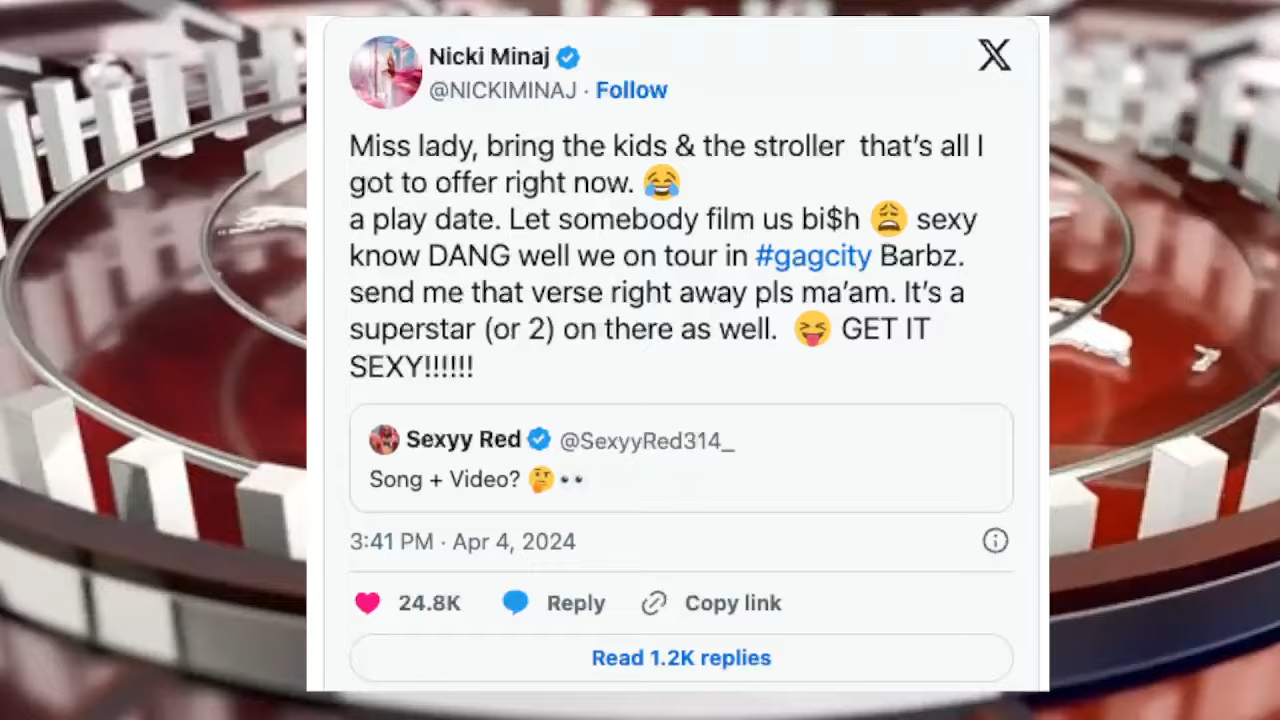 Nicki Minaj
@NICKIMINAJ · Follow
Miss lady, bring the kids & the stroller  that’s all I
got to offer right now. 😂
a play date. Let somebody film us bi$h 😩 sexy
know DANG well we on tour in #gagcity Barbz.
send me that verse right away pls ma’am. It’s a
superstar (or 2) on there as well.  😝 GET IT
SEXY!!!!!!
Sexyy Red @SexyyRed314_
Song + Video? 🤔👀
3:41 PM · Apr 4, 2024
24.8K Reply Copy link
Read 1.2K replies